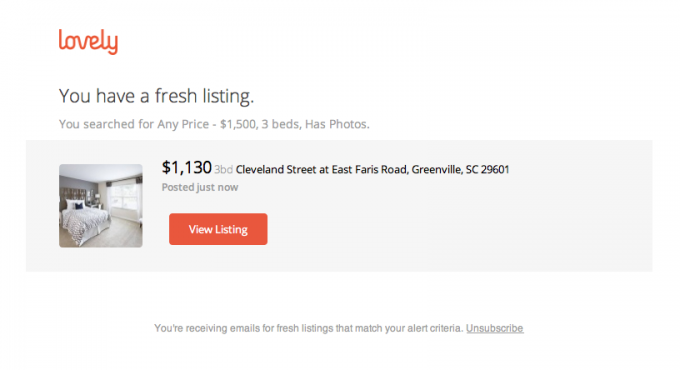 lovely
You have a fresh listing.
You searched for Any Price - $1,500, 3 beds, Has Photos.
$1,130 3bd Cleveland Street at East Faris Road, Greenville, SC 29601
Posted just now
View Listing
You're receiving emails for fresh listings that match your alert criteria. Unsubscribe